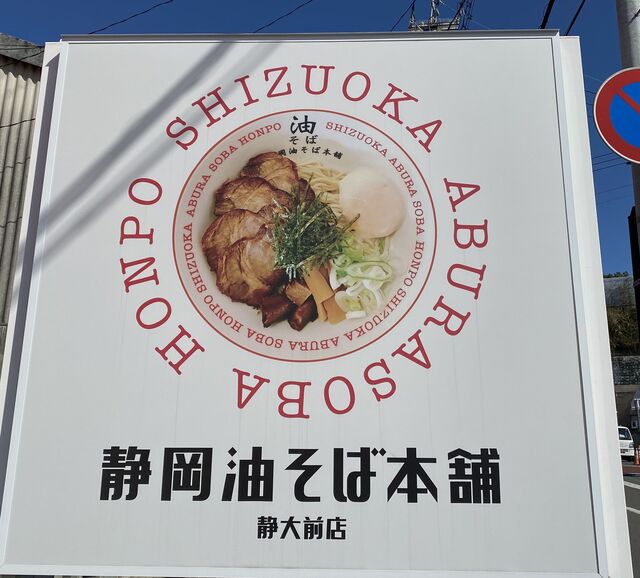 SHIZUOKA ABURASOBA HONPO
油
そば
静岡油そば本舗
SHIZUOKA ABURA SOBA HONPO SHIZUOKA ABURA SOBA HONPO SHIZUOKA ABURA SOBA HONPO
静岡油そば本舗
静大前店